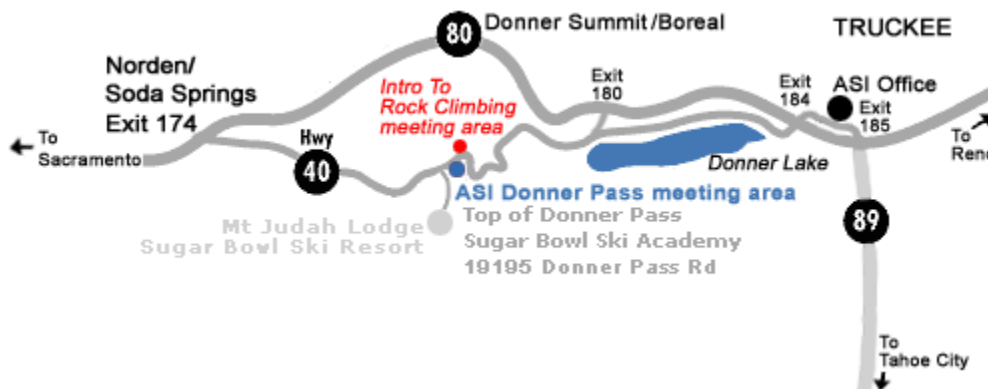 80
Donner Summit/Boreal
TRUCKEE
Norden/
Soda Springs
Exit 174
Intro To
Rock Climbing
meeting area
Exit
180
Exit
184
ASI Office
Exit
185
To
Sacramento
Hwy
40
To
Reno
Donner Lake
ASI Donner Pass meeting area
Mt Judah Lodge
Sugar Bowl Ski Resort
Top of Donner Pass
Sugar Bowl Ski Academy
19195 Donner Pass Rd
89
To
Tahoe City